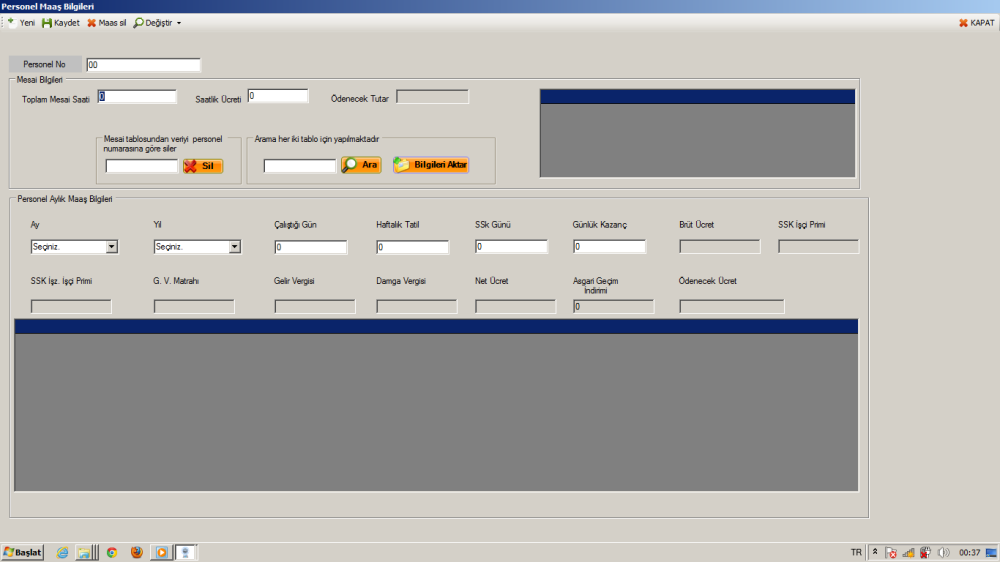 Personel Maaş Bilgileri
Yeni Kaydet Maas sil Değiştir KAPAT
Personel No 00
Mesai Bilgileri
Toplam Mesai Saati 0 Saatlik Ücreti 0 Ödenecek Tutar
Mesai tablosundan veriyi personel
numarasına göre siler
Sil
Arama her iki tablo için yapılmaktadır
Ara Bilgileri Aktar
Personel Aylık Maaş Bilgileri
Ay Yıl Çalıştığı Gün Haftalık Tatil SSk Günü Günlük Kazanç Brüt Ücret SSK İşçi Primi
Seçiniz. Seçiniz. 0 0 0 0
SSK İşz. İşçi Primi G. V. Matrahı Gelir Vergisi Damga Vergisi Net Ücret Asgari Geçim
İndirimi
Ödenecek Ücret
0
Başlat TR 00:37